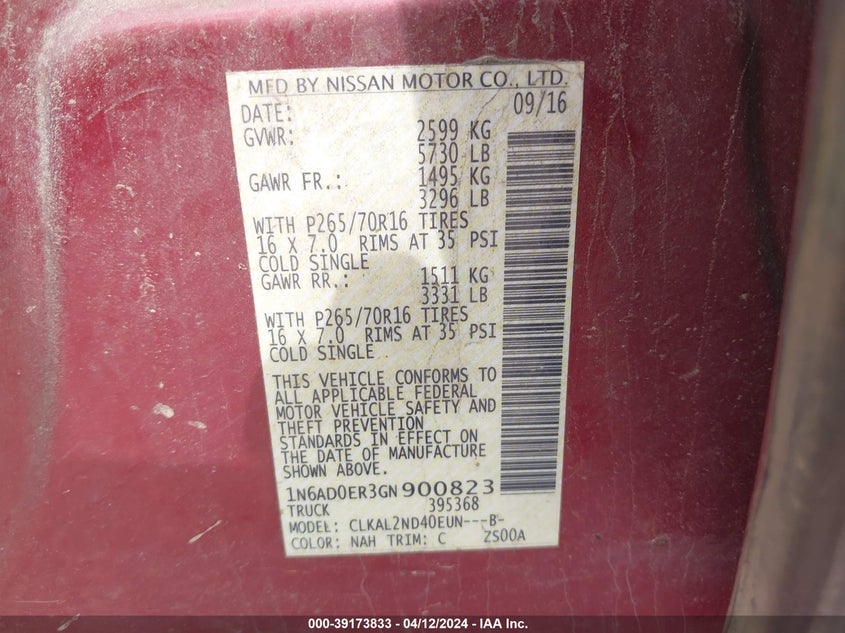 MFD BY NISSAN MOTOR CO., LTD.
DATE: 09/16
GVWR: 2599 KG
5730 LB
GAWR FR.: 1495 KG
3296 LB
WITH P265/70R16 TIRES
16 X 7.0 RIMS AT 35 PSI
COLD SINGLE
GAWR RR.: 1511 KG
3331 LB
WITH P265/70R16 TIRES
16 X 7.0 RIMS AT 35 PSI
COLD SINGLE
THIS VEHICLE CONFORMS TO
ALL APPLICABLE FEDERAL
MOTOR VEHICLE SAFETY AND
THEFT PREVENTION
STANDARDS IN EFFECT ON
THE DATE OF MANUFACTURE
SHOWN ABOVE.
1N6AD0ER3GN900823
TRUCK 395368
MODEL: CLKAL2ND40EUN---B-
COLOR: NAH TRIM: C ZS00A
000-39173833 - 04/12/2024 - IAA Inc.